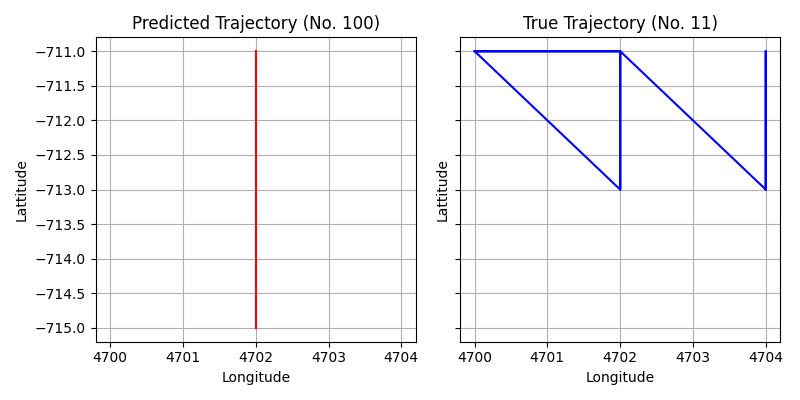 Predicted Trajectory (No. 100)
−711.0
−711.5
−712.0
−712.5
−713.0
−713.5
−714.0
−714.5
−715.0
Lattitude
4700 4701 4702 4703 4704
Longitude
True Trajectory (No. 11)
Lattitude
4700 4701 4702 4703 4704
Longitude